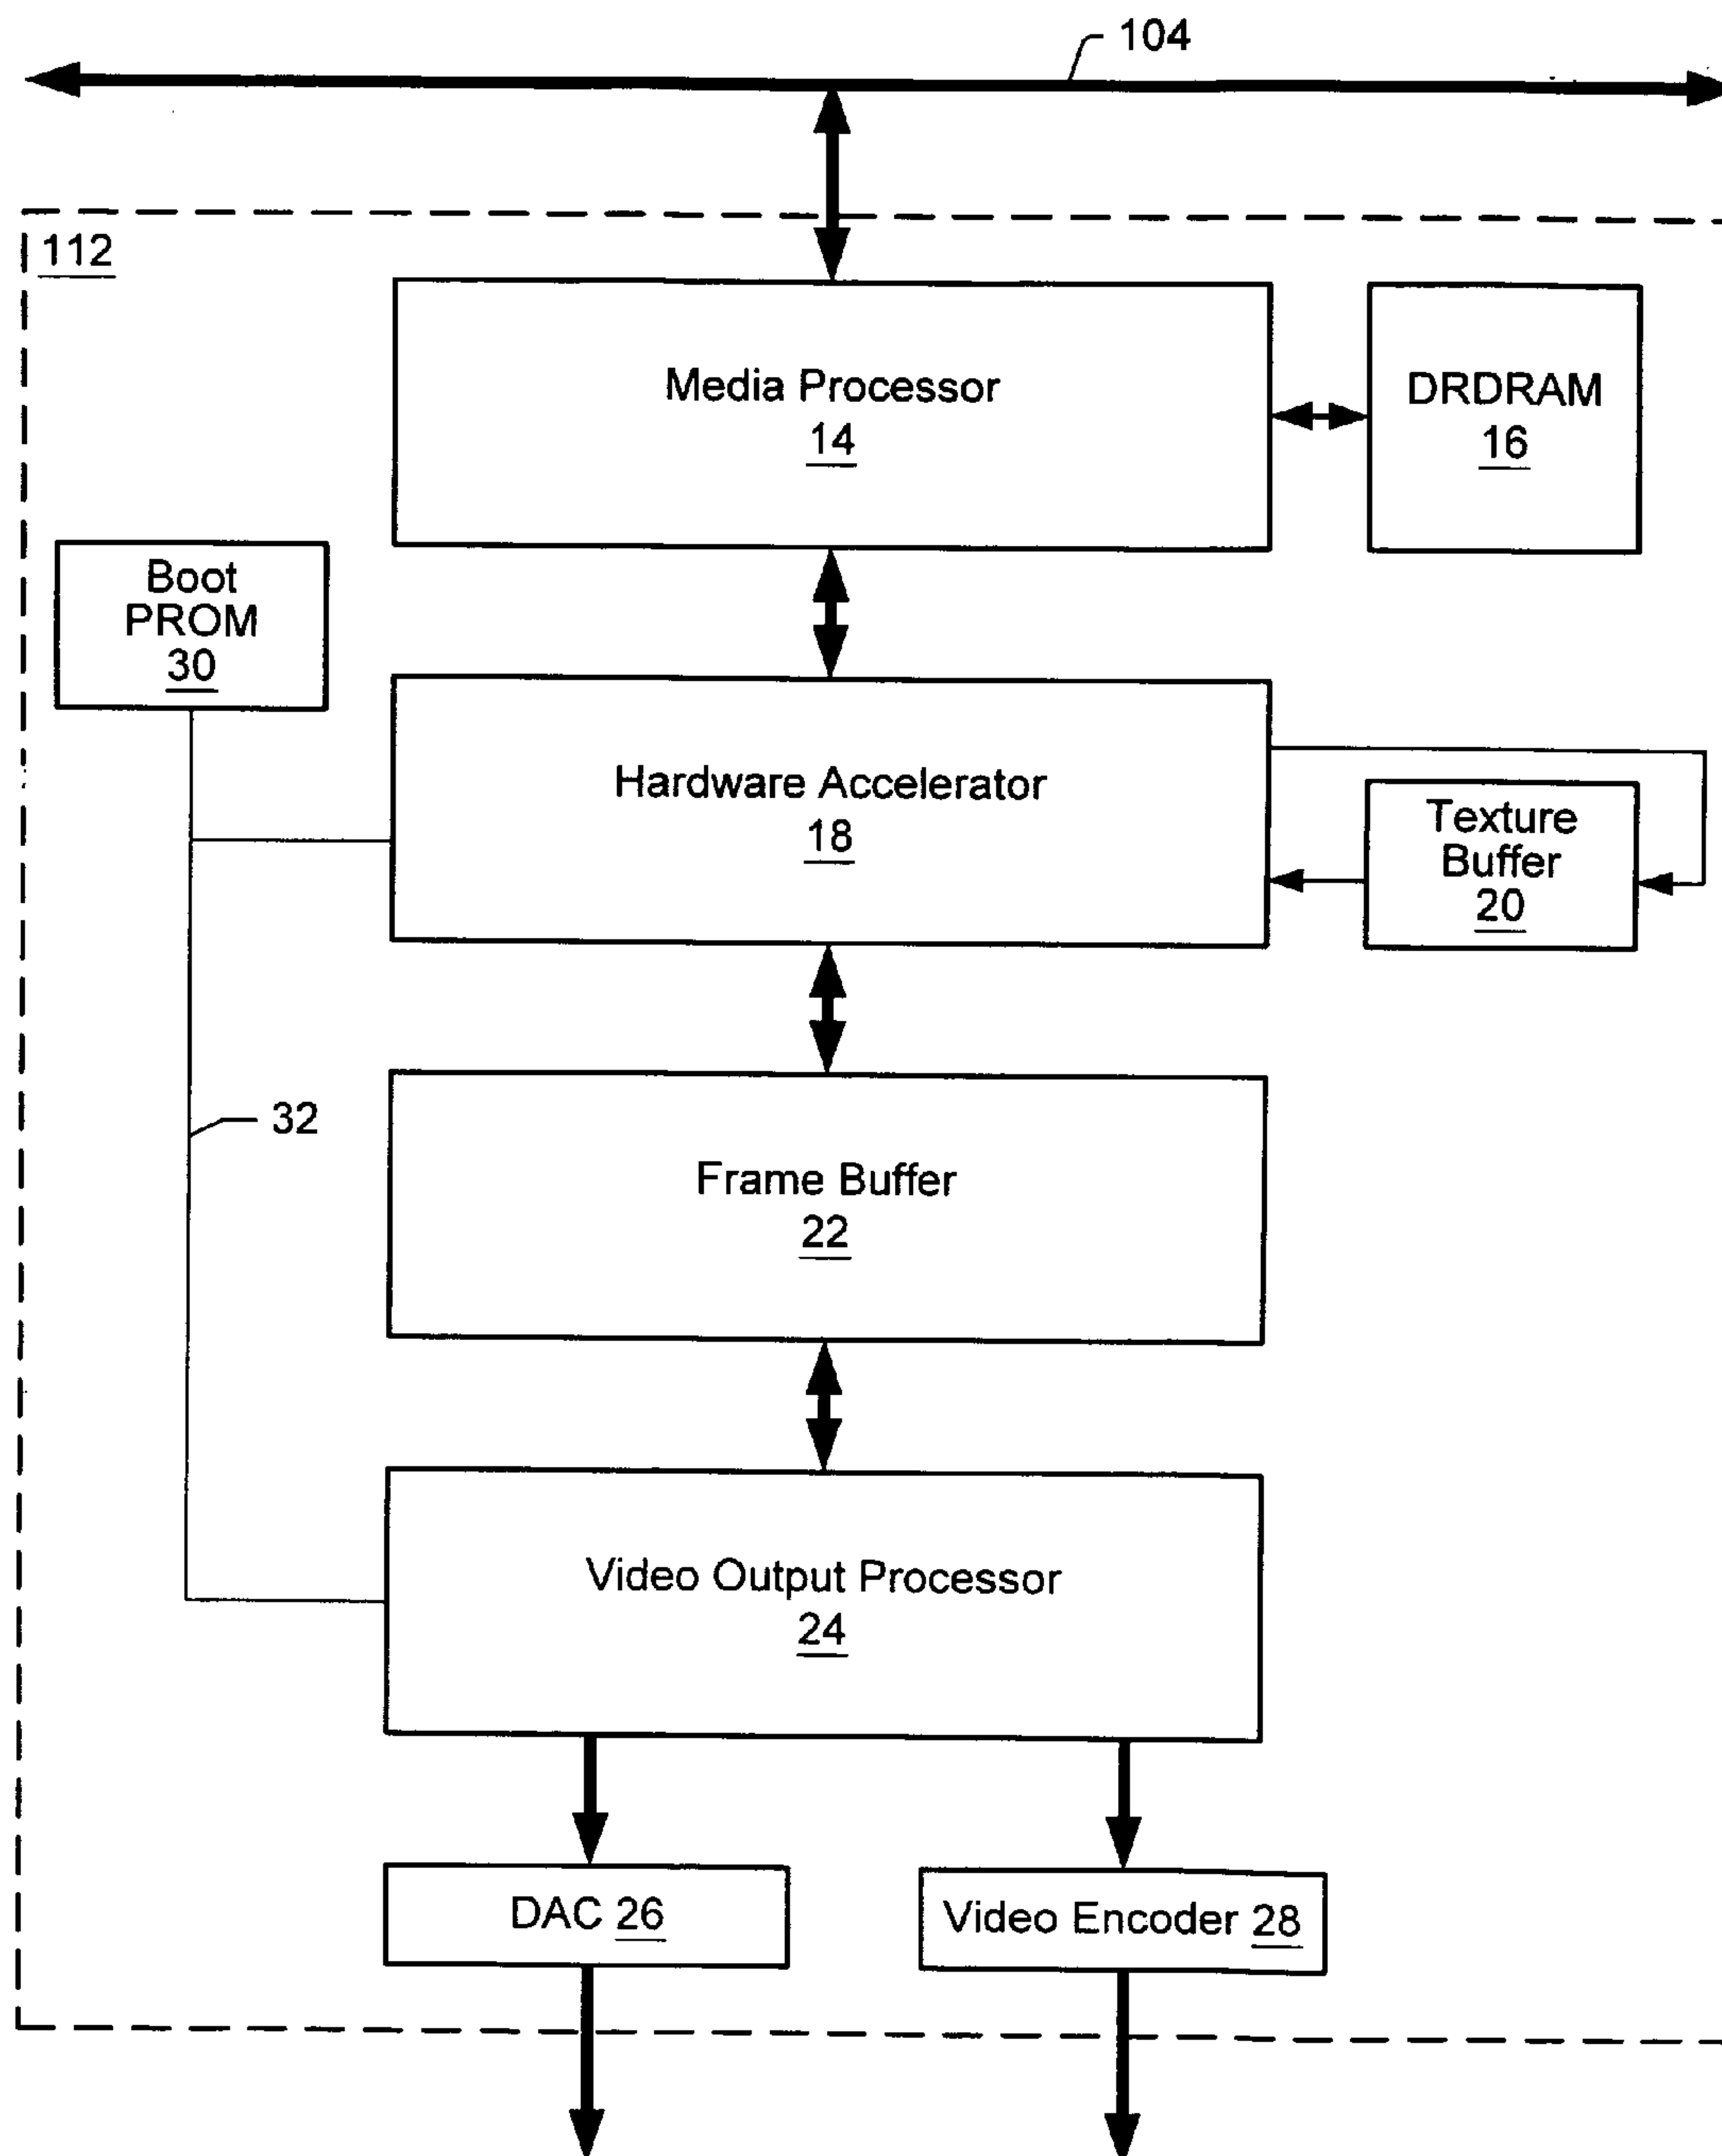 104
112
Media Processor
14
DRDRAM
16
Boot
PROM
30
Hardware Accelerator
18
Texture
Buffer
20
32
Frame Buffer
22
Video Output Processor
24
DAC 26
Video Encoder 28